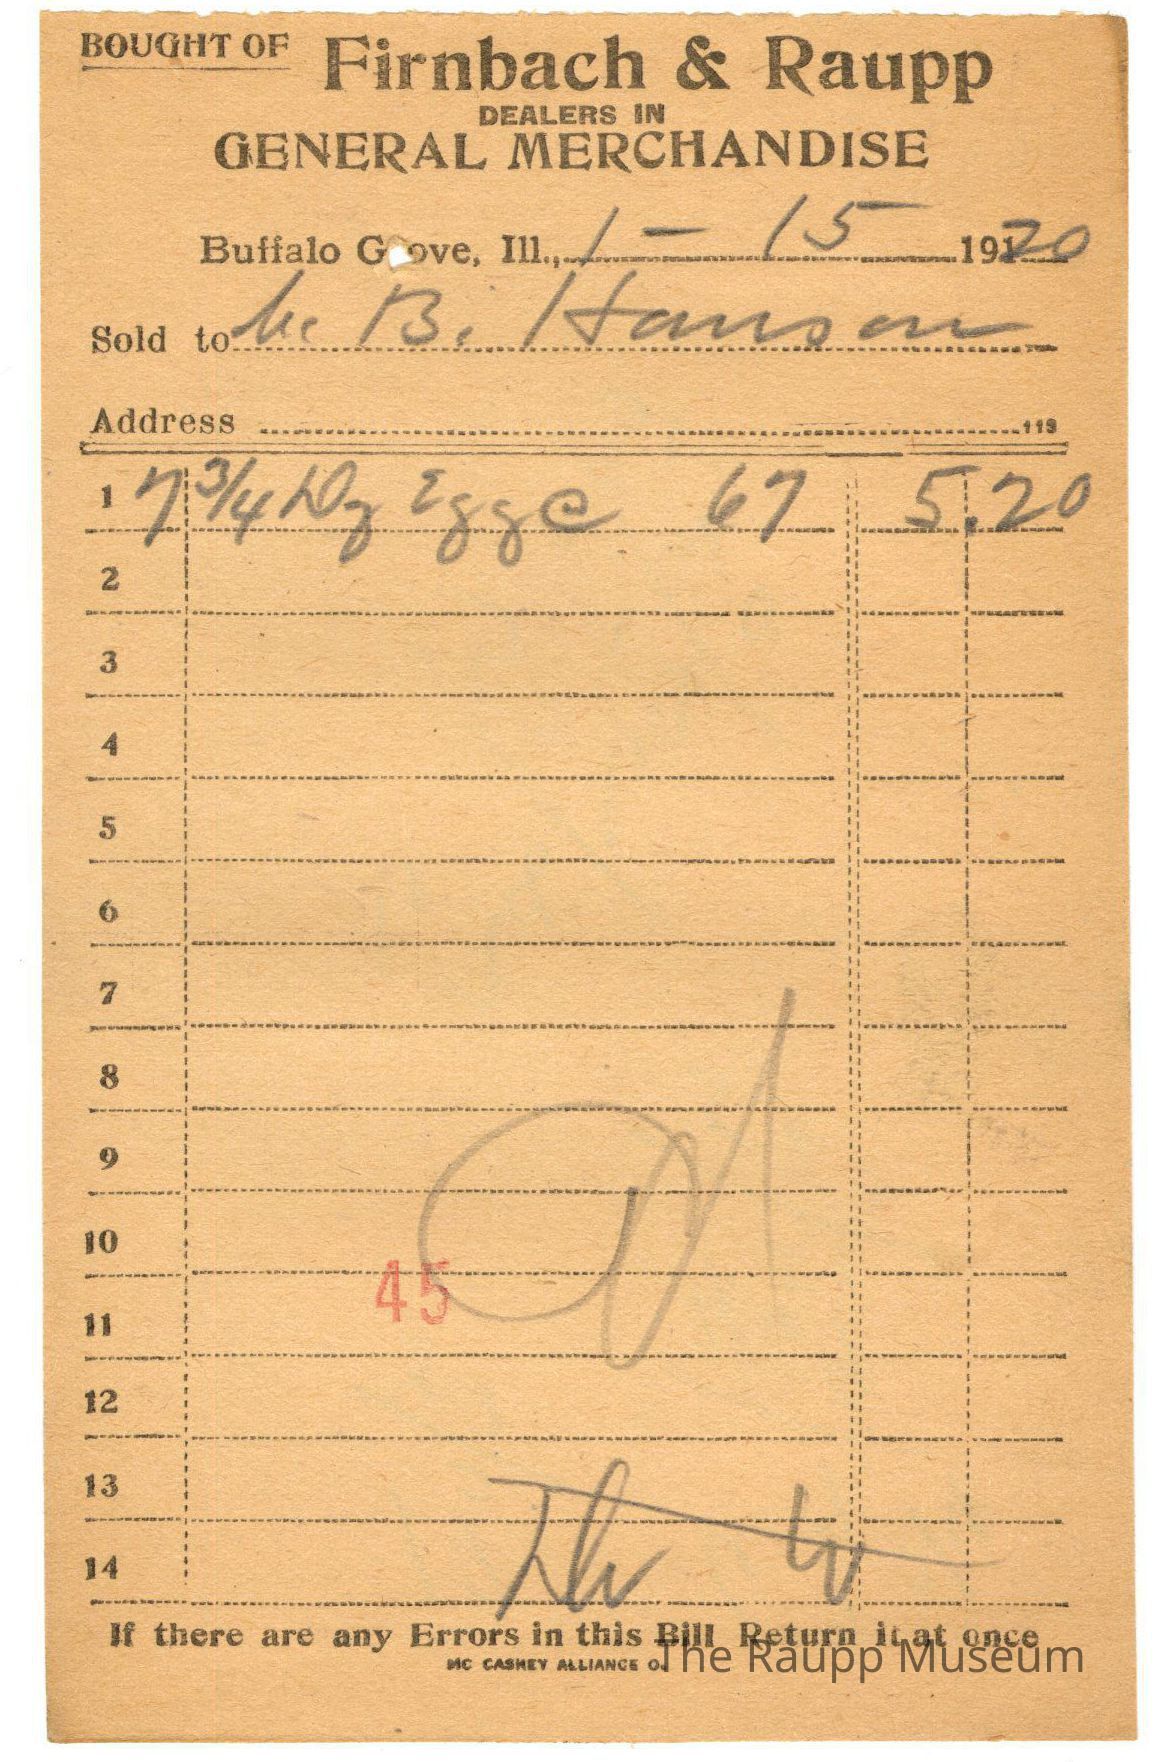 BOUGHT OF Firnbach & Raupp
DEALERS IN
GENERAL MERCHANDISE
Buffalo Grove, Ill., 1-15 1920
Sold to B. Hanson
Address 119
1 7 3/4 Dz Eggs 67 5.20
2
3
4
5
6
7
8
9
10
45
11
12
13
14
If there are any Errors in this Bill Return it at once
MC CASKEY ALLIANCE O.
The Raupp Museum